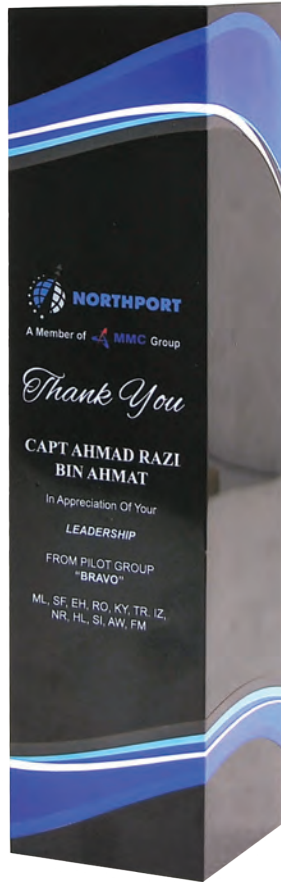 NORTHPORT
A Member of MMC Group
Thank You
CAPT AHMAD RAZI
BIN AHMAT
In Appreciation Of Your
LEADERSHIP
FROM PILOT GROUP
"BRAVO"
ML, SF, EH, RO, KY, TR, IZ,
NR, HL, SI, AW, FM